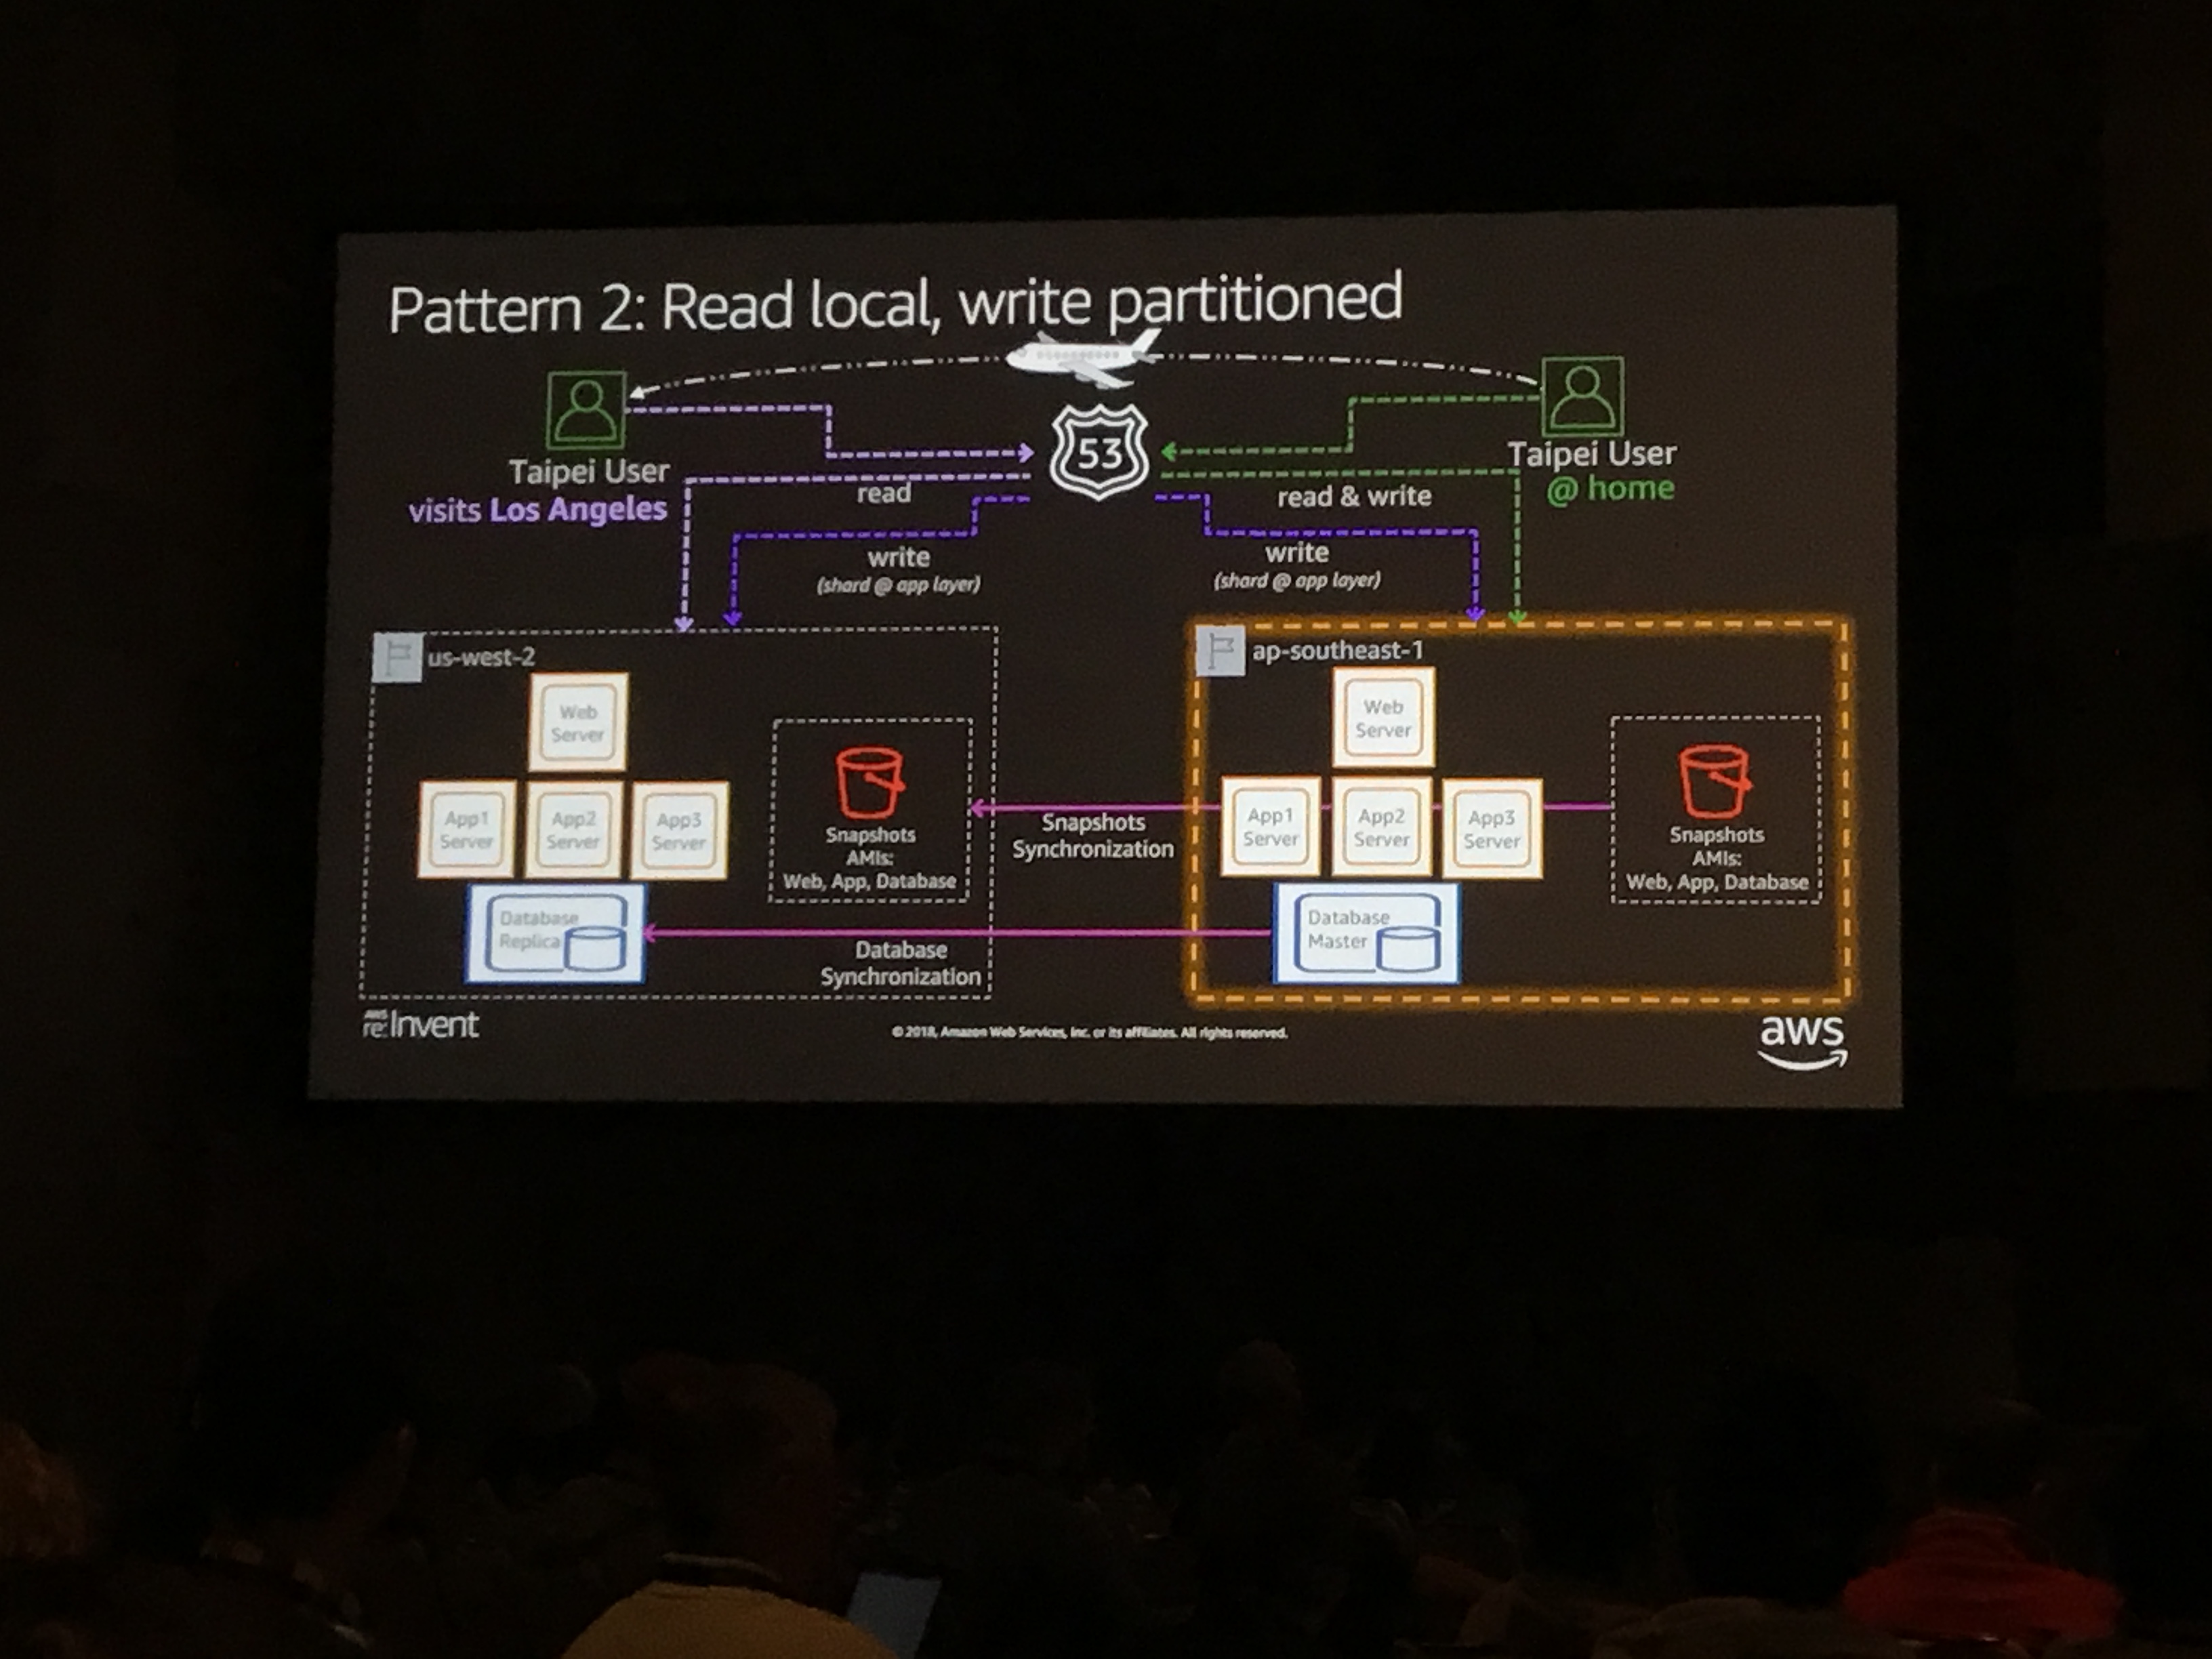 Pattern 2: Read local, write partitioned
53
Taipei User
visits Los Angeles
Taipei User
@ home
read
read & write
write
(shard @ app layer)
write
(shard @ app layer)
us-west-2
Web
Server
App1
Server
App2
Server
App3
Server
Database
Replica
Snapshots
AMIs:
Web, App, Database
Snapshots
Synchronization
Database
Synchronization
ap-southeast-1
Web
Server
App1
Server
App2
Server
App3
Server
Database
Master
Snapshots
AMIs:
Web, App, Database
AWS
re:Invent
© 2018, Amazon Web Services, Inc. or its affiliates. All rights reserved.
aws